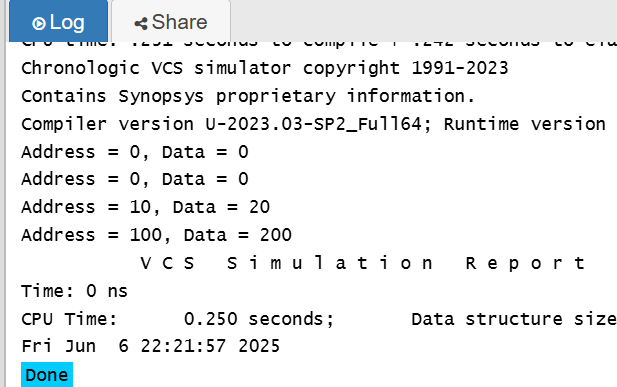 Log
Share
CPU time: .251 seconds to compile + .242 seconds to ela
Chronologic VCS simulator copyright 1991-2023
Contains Synopsys proprietary information.
Compiler version U-2023.03-SP2_Full64; Runtime version
Address = 0, Data = 0
Address = 0, Data = 0
Address = 10, Data = 20
Address = 100, Data = 200
V C S   S i m u l a t i o n   R e p o r t
Time: 0 ns
CPU Time:      0.250 seconds;       Data structure size
Fri Jun  6 22:21:57 2025
Done